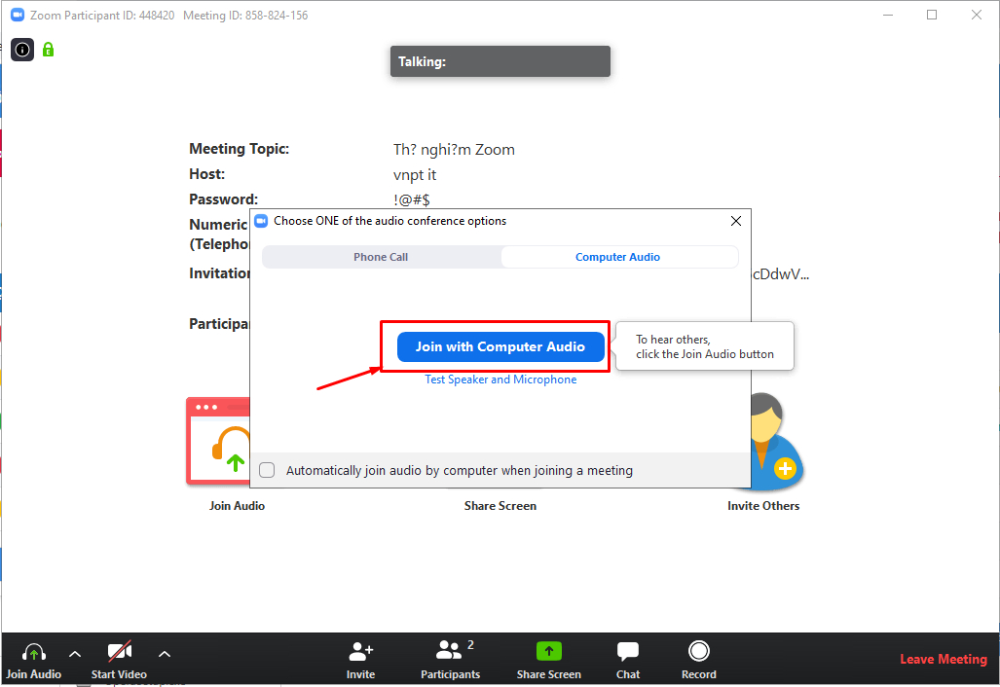 Zoom Participant ID: 448420 Meeting ID: 858-824-156
Talking:
Meeting Topic: Th? nghi?m Zoom
Host: vnpt it
Password: !@#$
Numeric
(Telepho
Invitation cDdwV...
Participa
Choose ONE of the audio conference options
Phone Call Computer Audio
Join with Computer Audio
To hear others,
click the Join Audio button
Test Speaker and Microphone
Automatically join audio by computer when joining a meeting
Join Audio Share Screen Invite Others
2
Join Audio Start Video Invite Participants Share Screen Chat Record Leave Meeting